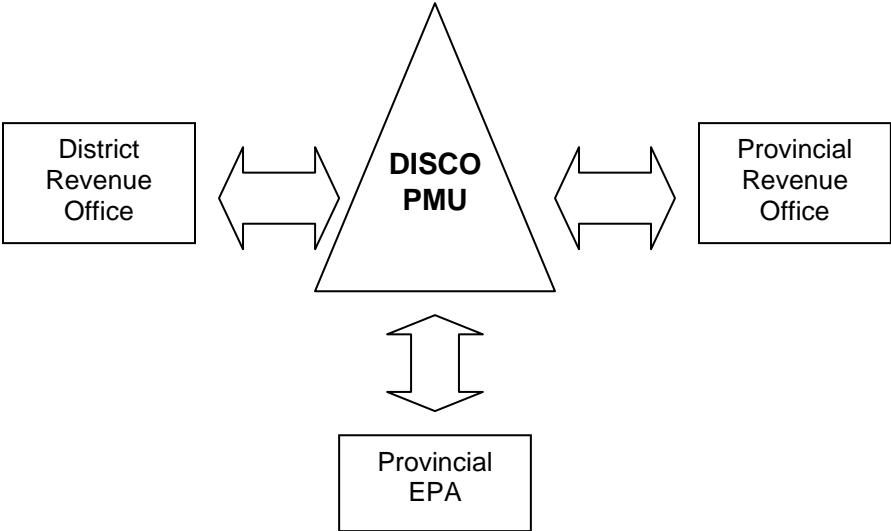 District
Revenue
Office
DISCO
PMU
Provincial
Revenue
Office
Provincial
EPA